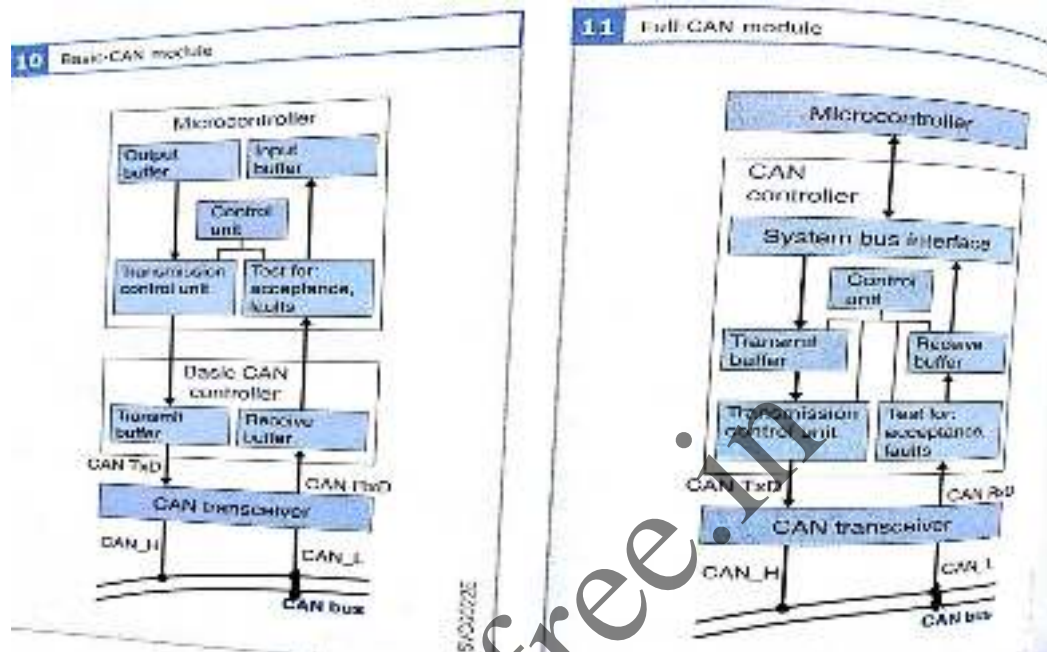 10 Basic-CAN module
Microcontroller
Output
buffer
Input
buffer
Control
unit
Transmission
control unit
Test for:
acceptance,
faults
Basic CAN
controller
Transmit
buffer
Receive
buffer
CAN TxD
CAN RxD
CAN transceiver
CAN_H
CAN_L
CAN bus
11 Full-CAN module
Microcontroller
CAN
controller
System bus interface
Control
unit
Transmit
buffer
Receive
buffer
Transmission
control unit
Test for:
acceptance,
faults
CAN TxD
CAN RxD
CAN transceiver
CAN_H
CAN_L
CAN bus
free.in